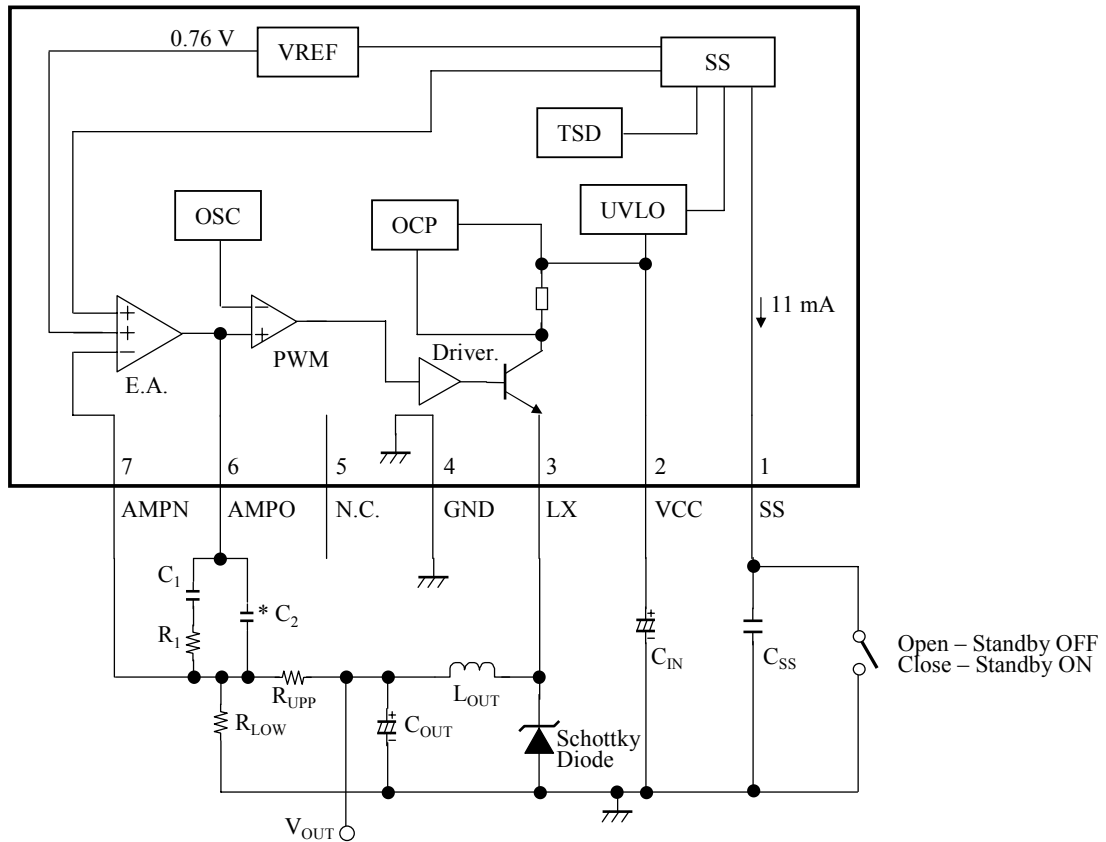 0.76 V
VREF
SS
TSD
OSC
OCP
UVLO
11 mA
+
+
−
E.A.
−
+
PWM
Driver.
7 6 5 4 3 2 1
AMPN AMPO N.C. GND LX VCC SS
C1
* C2
R1
RUPP
RLOW
LOUT
+
−
COUT
Schottky
Diode
+
−
CIN
CSS
Open – Standby OFF
Close – Standby ON
VOUT